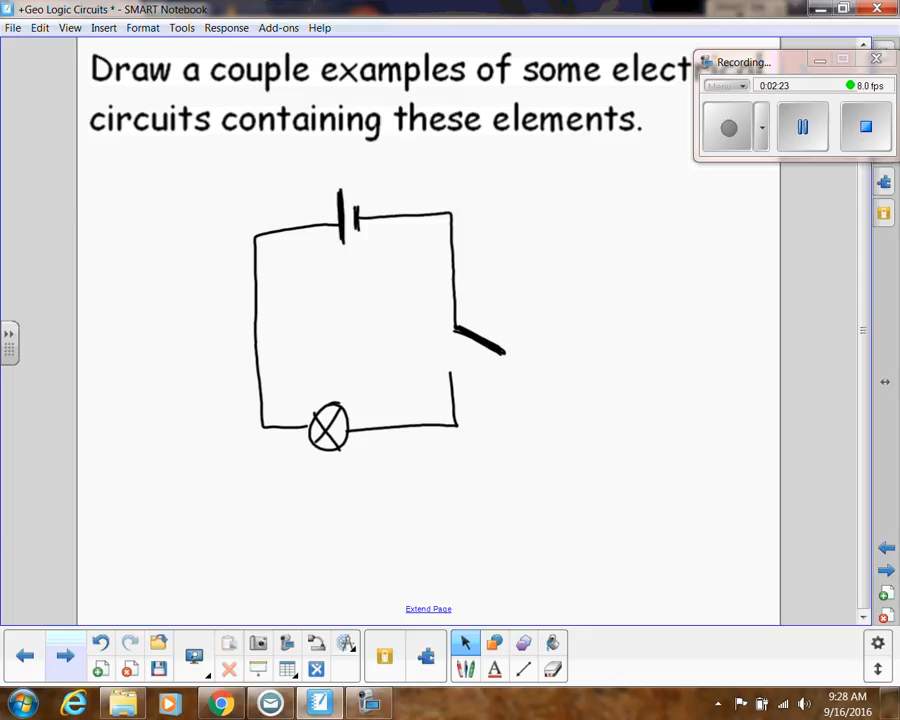 +Geo Logic Circuits * - SMART Notebook
File Edit View Insert Format Tools Response Add-ons Help
Draw a couple examples of some elect
circuits containing these elements.
Recording...
Menu
0:02:23
8.0 fps
Extend Page
9:28 AM
9/16/2016